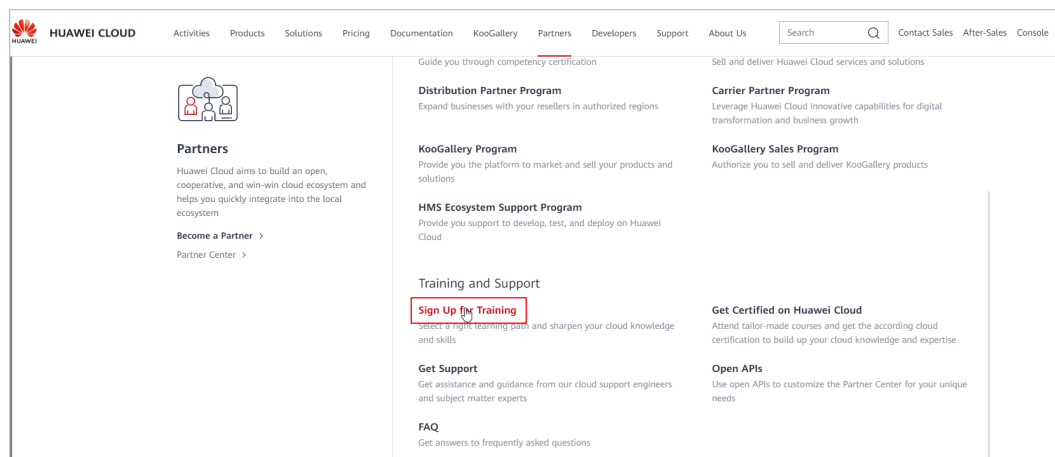 HUAWEI
HUAWEI CLOUD
Activities Products Solutions Pricing Documentation KooGallery Partners Developers Support About Us Search Contact Sales After-Sales Console
Partners
Huawei Cloud aims to build an open,
cooperative, and win-win cloud ecosystem and
helps you quickly integrate into the local
ecosystem
Become a Partner >
Partner Center >
Guide you through competency certification
Sell and deliver Huawei Cloud services and solutions
Distribution Partner Program
Expand businesses with your resellers in authorized regions
Carrier Partner Program
Leverage Huawei Cloud innovative capabilities for digital
transformation and business growth
KooGallery Program
Provide you the platform to market and sell your products and
solutions
KooGallery Sales Program
Authorize you to sell and deliver KooGallery products
HMS Ecosystem Support Program
Provide you support to develop, test, and deploy on Huawei
Cloud
Training and Support
Sign Up for Training
Select a right learning path and sharpen your cloud knowledge
and skills
Get Certified on Huawei Cloud
Attend tailor-made courses and get the according cloud
certification to build up your cloud knowledge and expertise
Get Support
Get assistance and guidance from our cloud support engineers
and subject matter experts
Open APIs
Use open APIs to customize the Partner Center for your unique
needs
FAQ
Get answers to frequently asked questions